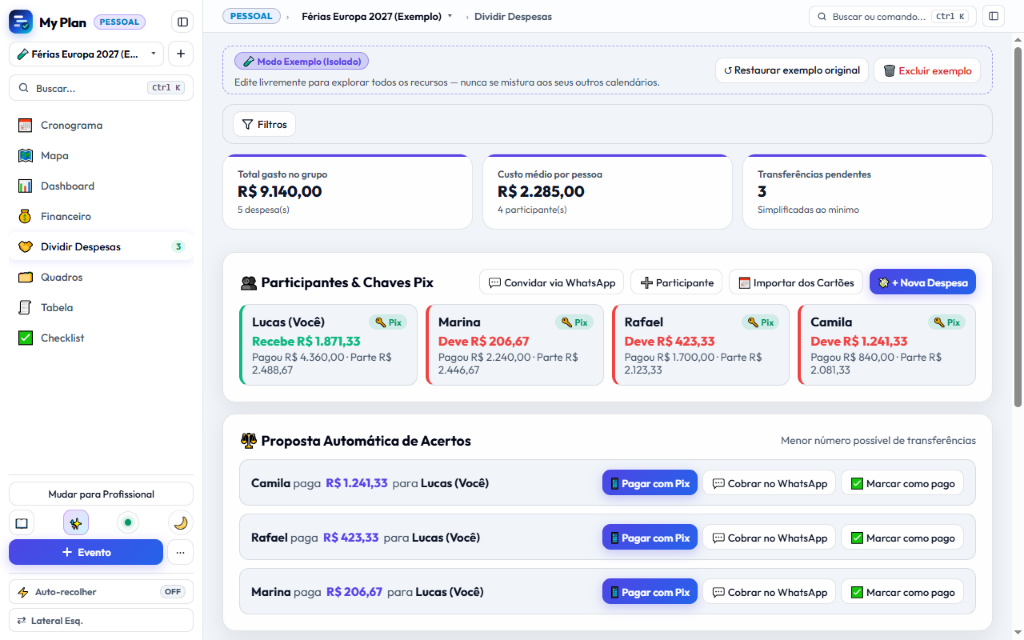 My Plan PESSOAL
Férias Europa 2027 (E...
+
Buscar... Ctrl K
Cronograma
Mapa
Dashboard
Financeiro
Dividir Despesas 3
Quadros
Tabela
Checklist
Mudar para Profissional
+ Evento ...
Auto-recolher OFF
Lateral Esq.
PESSOAL › Férias Europa 2027 (Exemplo) › Dividir Despesas
Buscar ou comando... Ctrl K
Modo Exemplo (Isolado)
Edite livremente para explorar todos os recursos — nunca se mistura aos seus outros calendários.
↺ Restaurar exemplo original
Excluir exemplo
Filtros
Total gasto no grupo
R$ 9.140,00
5 despesa(s)
Custo médio por pessoa
R$ 2.285,00
4 participante(s)
Transferências pendentes
3
Simplificadas ao mínimo
Participantes & Chaves Pix
Convidar via WhatsApp
Participante
Importar dos Cartões
+ Nova Despesa
Lucas (Você) Pix
Recebe R$ 1.871,33
Pagou R$ 4.360,00 · Parte R$
2.488,67
Marina Pix
Deve R$ 206,67
Pagou R$ 2.240,00 · Parte R$
2.446,67
Rafael Pix
Deve R$ 423,33
Pagou R$ 1.700,00 · Parte R$
2.123,33
Camila Pix
Deve R$ 1.241,33
Pagou R$ 840,00 · Parte R$
2.081,33
Proposta Automática de Acertos
Menor número possível de transferências
Camila paga R$ 1.241,33 para Lucas (Você) Pagar com Pix Cobrar no WhatsApp Marcar como pago
Rafael paga R$ 423,33 para Lucas (Você) Pagar com Pix Cobrar no WhatsApp Marcar como pago
Marina paga R$ 206,67 para Lucas (Você) Pagar com Pix Cobrar no WhatsApp Marcar como pago